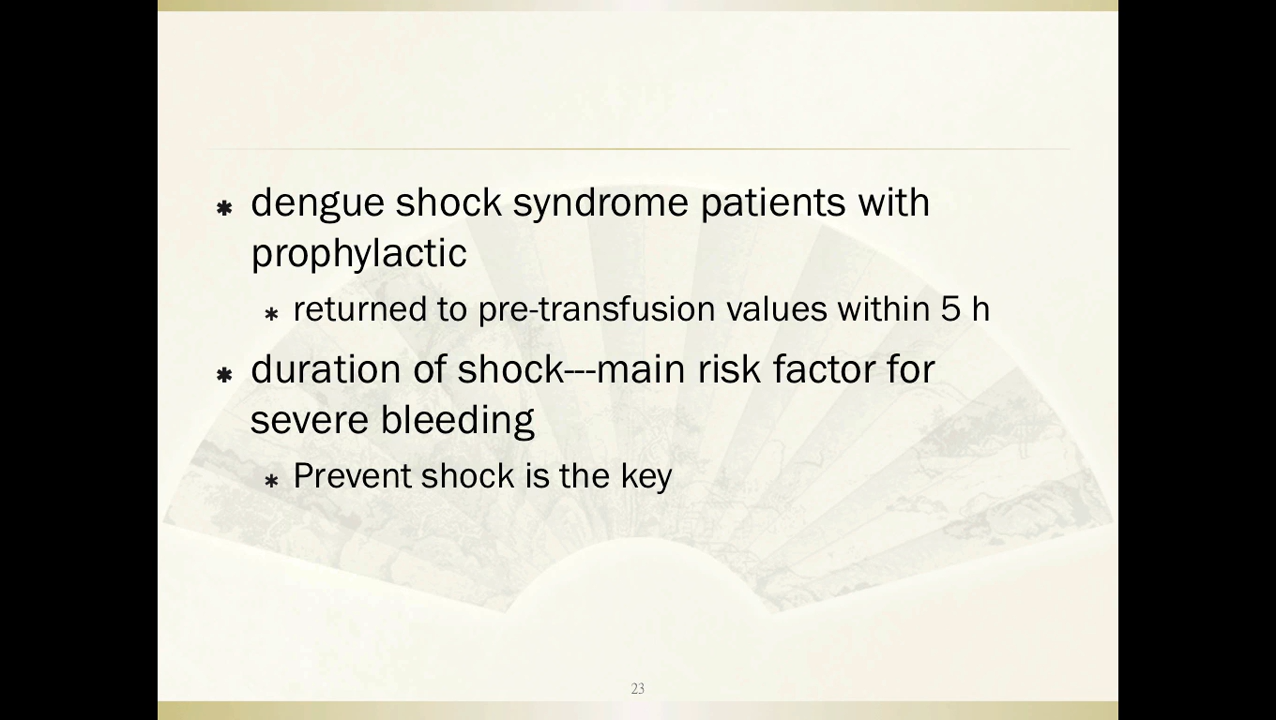 * dengue shock syndrome patients with
prophylactic
* returned to pre-transfusion values within 5 h
* duration of shock---main risk factor for
severe bleeding
* Prevent shock is the key
23